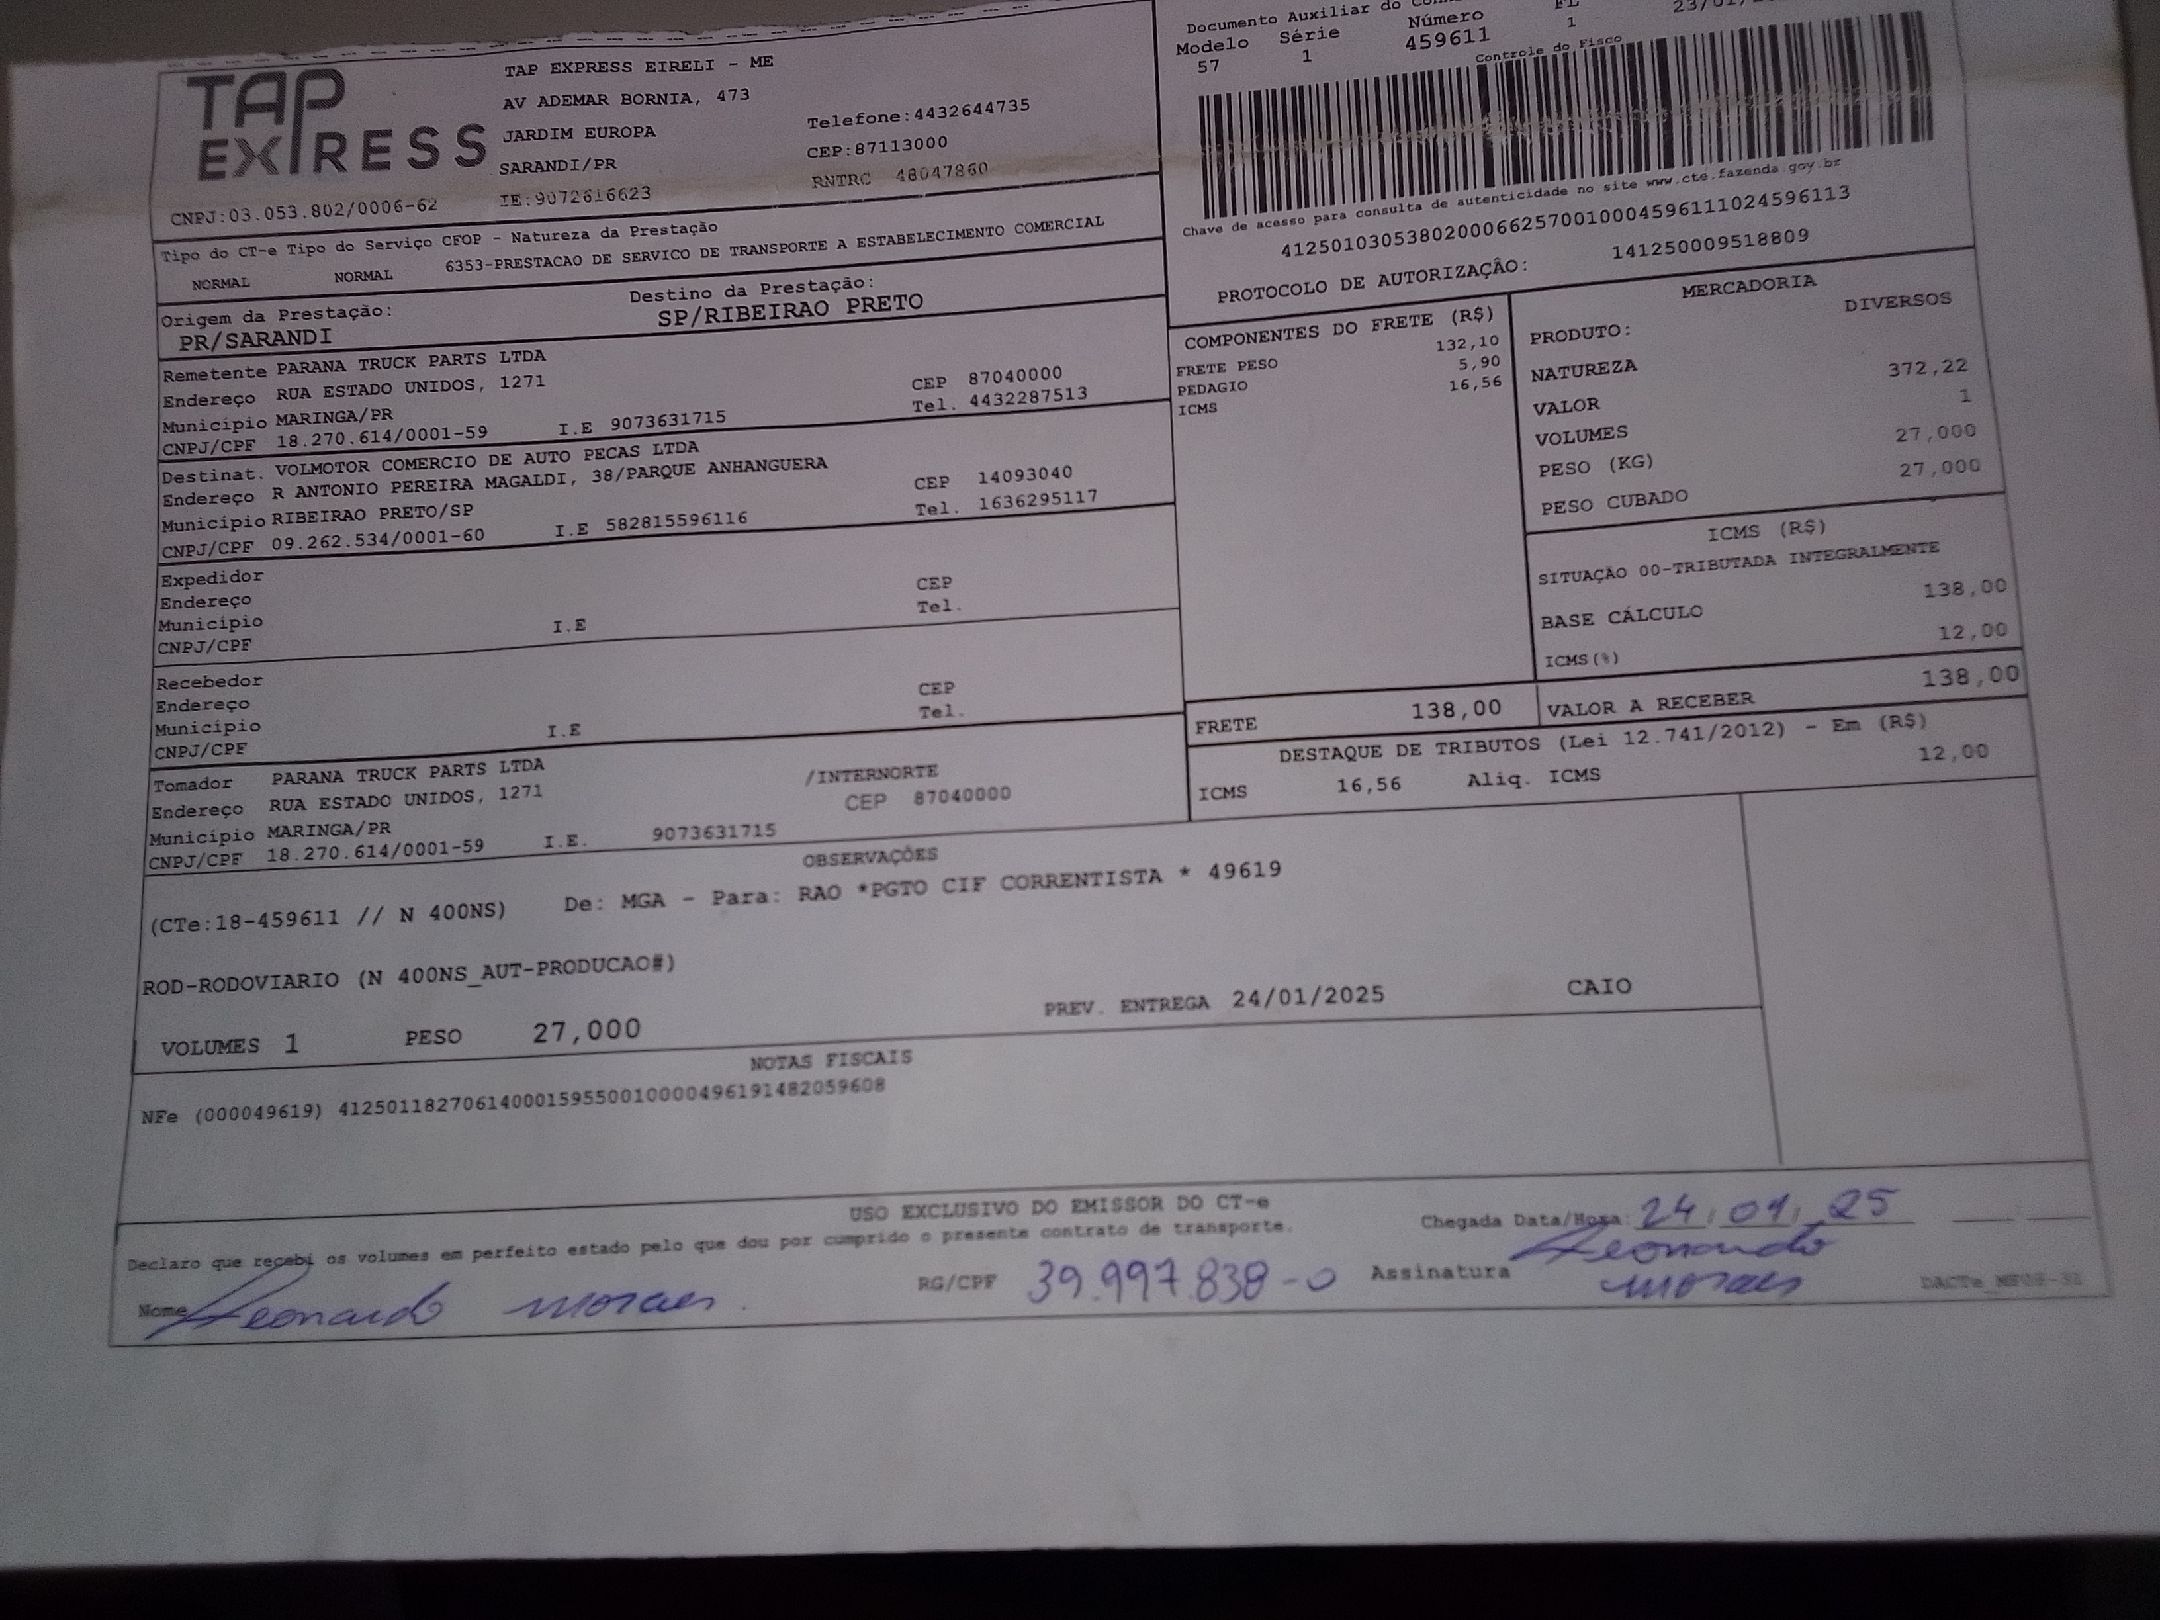 TAP
EXPRESS
TAP EXPRESS EIRELI - ME
AV ADEMAR BORNIA, 473
JARDIM EUROPA
Telefone:4432644735
SARANDI/PR
CEP:87113000
CNPJ:03.053.802/0006-62
IE:9072616623
RNTRC 48047860
Documento Auxiliar do
Modelo Série Número FL
57 1 459611 1
Controle do Fisco
Chave de acesso para consulta de autenticidade no site www.cte.fazenda.gov.br
41250103053802000662570010004596111024596113
PROTOCOLO DE AUTORIZAÇÃO: 141250009518809
Tipo do CT-e Tipo do Serviço CFOP - Natureza da Prestação
NORMAL NORMAL 6353-PRESTACAO DE SERVICO DE TRANSPORTE A ESTABELECIMENTO COMERCIAL
Origem da Prestação: Destino da Prestação:
PR/SARANDI SP/RIBEIRAO PRETO
Remetente PARANA TRUCK PARTS LTDA
Endereço RUA ESTADO UNIDOS, 1271 CEP 87040000
Município MARINGA/PR Tel. 4432287513
CNPJ/CPF 18.270.614/0001-59 I.E 9073631715
Destinat. VOLMOTOR COMERCIO DE AUTO PECAS LTDA
Endereço R ANTONIO PEREIRA MAGALDI, 38/PARQUE ANHANGUERA CEP 14093040
Município RIBEIRAO PRETO/SP Tel. 1636295117
CNPJ/CPF 09.262.534/0001-60 I.E 582815596116
Expedidor
Endereço CEP
Município Tel.
CNPJ/CPF I.E
Recebedor
Endereço CEP
Município Tel.
CNPJ/CPF I.E
Tomador PARANA TRUCK PARTS LTDA /INTERNORTE
Endereço RUA ESTADO UNIDOS, 1271 CEP 87040000
Município MARINGA/PR
CNPJ/CPF 18.270.614/0001-59 I.E. 9073631715
COMPONENTES DO FRETE (R$)
FRETE PESO 132,10
PEDAGIO 5,90
ICMS 16,56
MERCADORIA
PRODUTO: DIVERSOS
NATUREZA
VALOR 372,22
VOLUMES 1
PESO (KG) 27,000
PESO CUBADO 27,000
ICMS (R$)
SITUAÇÃO 00-TRIBUTADA INTEGRALMENTE
BASE CÁLCULO 138,00
ICMS(%) 12,00
FRETE 138,00 VALOR A RECEBER 138,00
DESTAQUE DE TRIBUTOS (Lei 12.741/2012) - Em (R$)
ICMS 16,56 Aliq. ICMS 12,00
OBSERVAÇÕES
(CTe:18-459611 // N 400NS) De: MGA - Para: RAO *PGTO CIF CORRENTISTA * 49619
ROD-RODOVIARIO (N 400NS_AUT-PRODUCAO#)
VOLUMES 1 PESO 27,000 PREV. ENTREGA 24/01/2025 CAIO
NOTAS FISCAIS
NFe (000049619) 41250118270614000159550010000496191482059608
USO EXCLUSIVO DO EMISSOR DO CT-e
Declaro que recebi os volumes em perfeito estado pelo que dou por cumprido o presente contrato de transporte.
Chegada Data/Hora: 24/01/25
Nome Leonardo moraes. RG/CPF 39.997.838-0 Assinatura Leonardo moraes